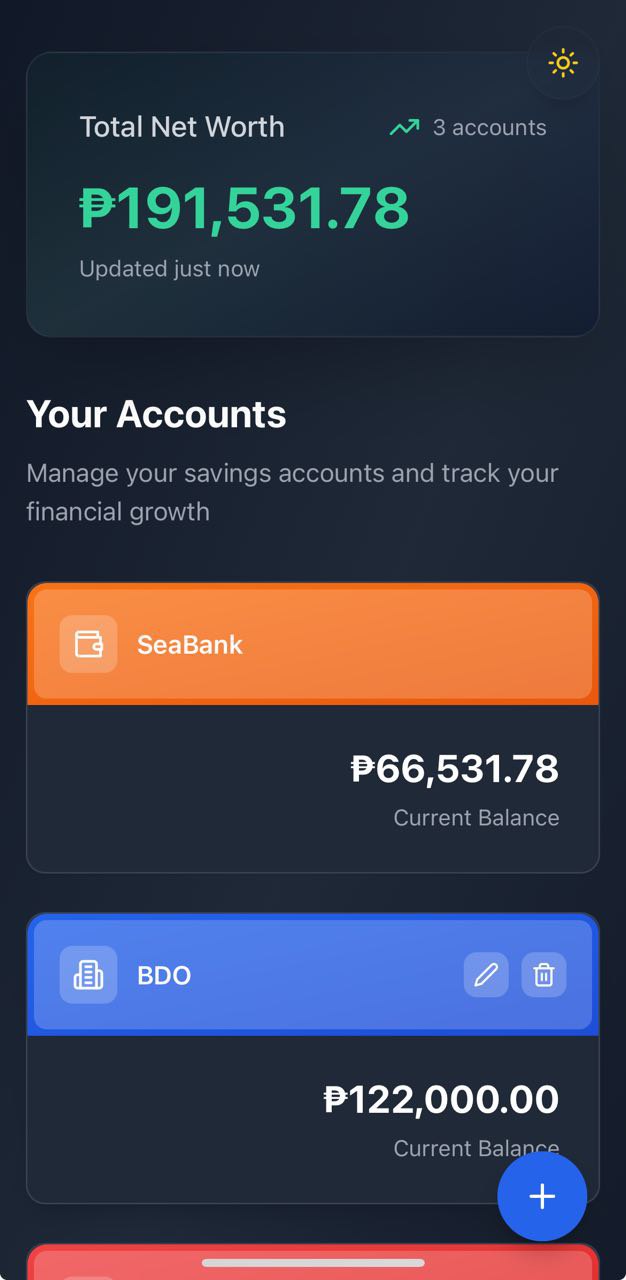 Total Net Worth
3 accounts
₱191,531.78
Updated just now
Your Accounts
Manage your savings accounts and track your
financial growth
SeaBank
₱66,531.78
Current Balance
BDO
₱122,000.00
Current Balance